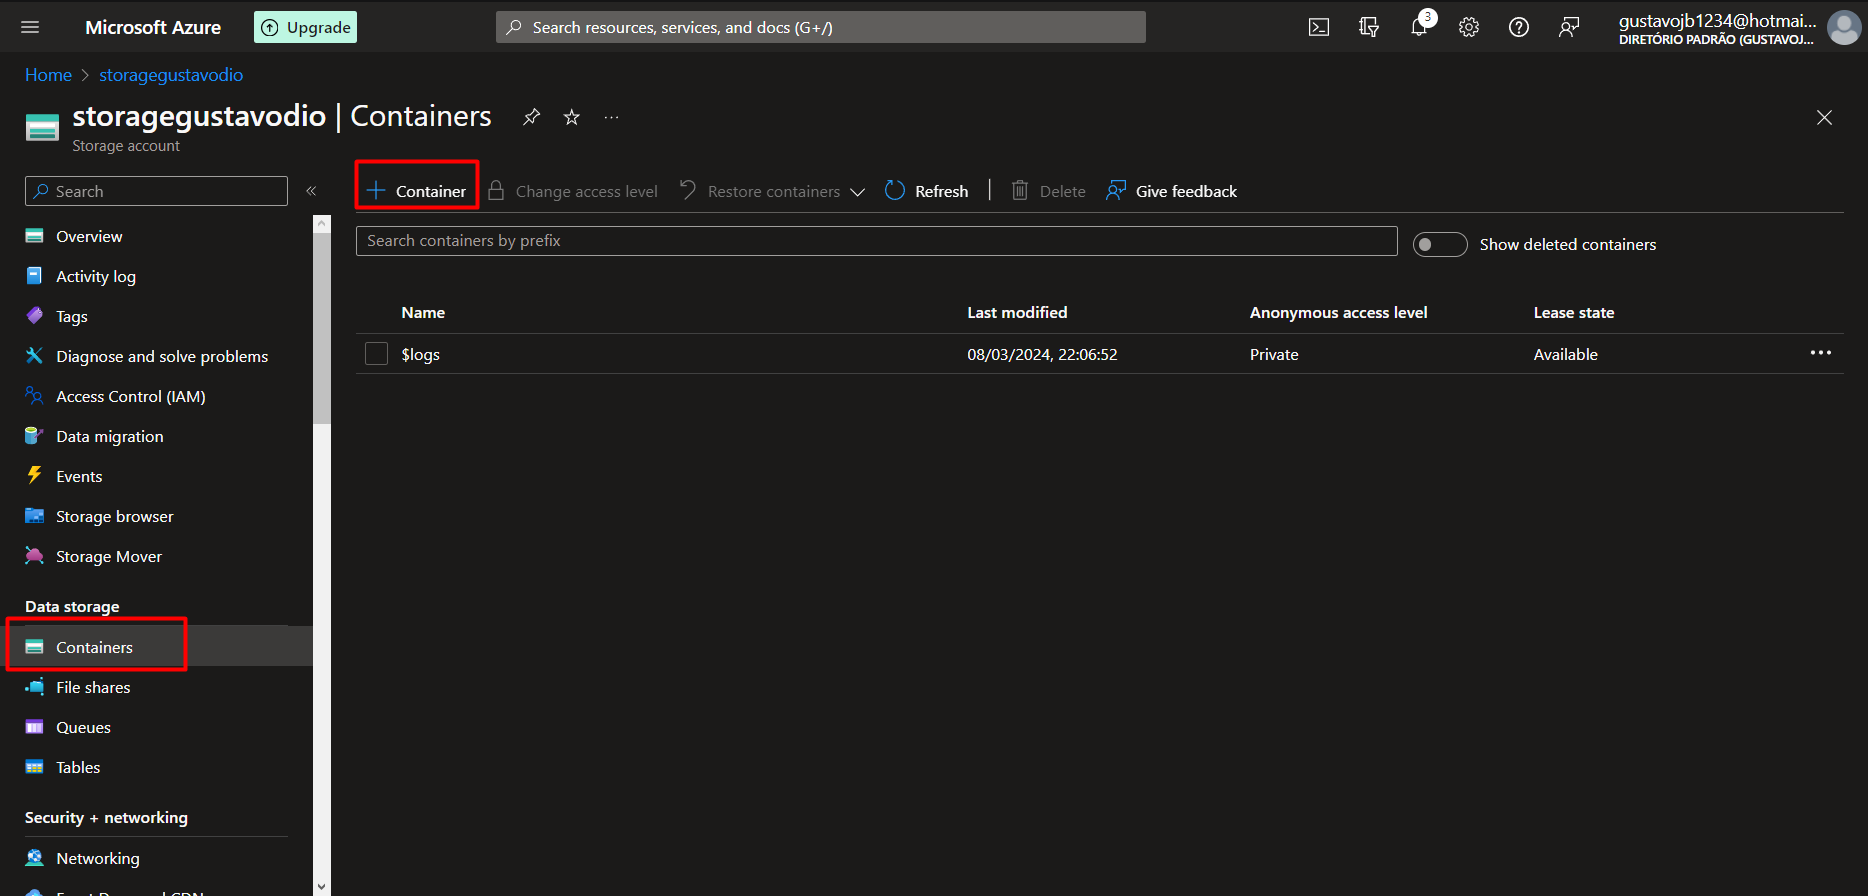 Microsoft Azure
Upgrade
Search resources, services, and docs (G+/)
3
gustavojb1234@hotmai...
DIRETÓRIO PADRÃO (GUSTAVOJ...
Home > storagegustavodio
storagegustavodio | Containers
...
Storage account
Search
«
Container
Change access level
Restore containers
Refresh
Delete
Give feedback
Search containers by prefix
Show deleted containers
Name Last modified Anonymous access level Lease state
$logs 08/03/2024, 22:06:52 Private Available ...
Overview
Activity log
Tags
Diagnose and solve problems
Access Control (IAM)
Data migration
Events
Storage browser
Storage Mover
Data storage
Containers
File shares
Queues
Tables
Security + networking
Networking